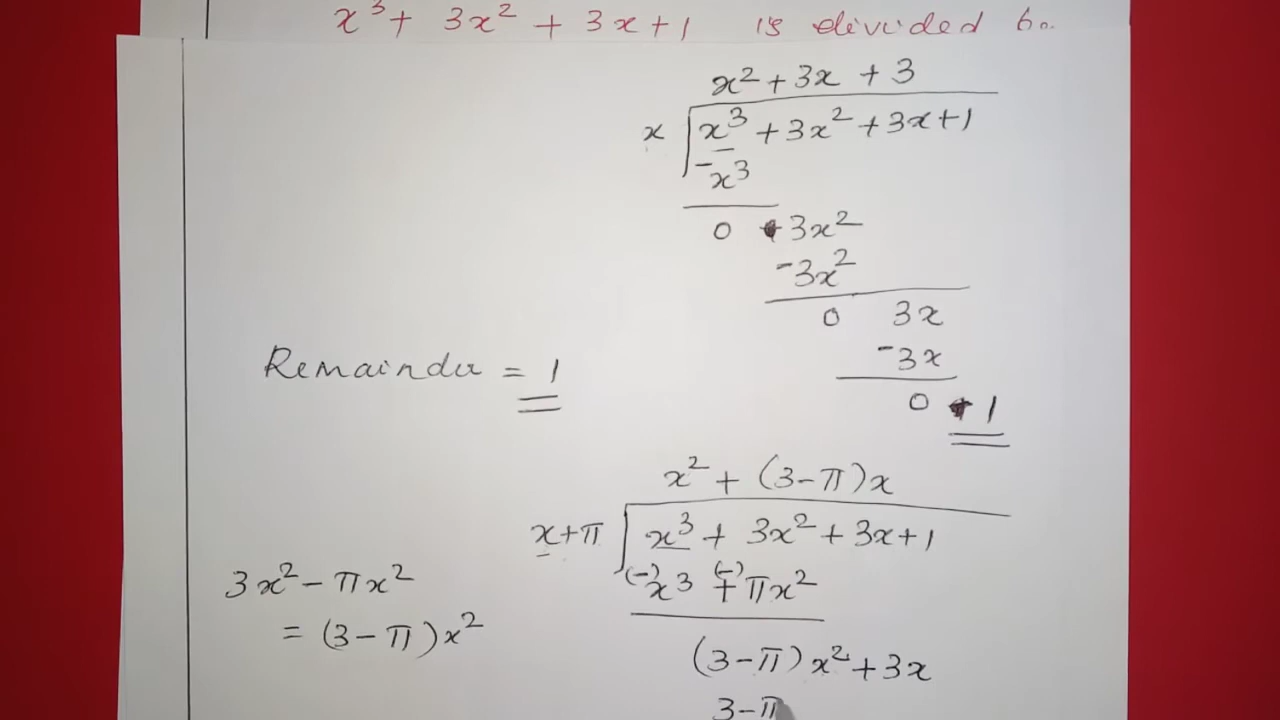 x³ + 3x² + 3x + 1 is divided
x² + 3x + 3
x x³ + 3x² + 3x + 1
- x³
0 3x²
- 3x²
0 3x
- 3x
Remainder = 1
0 1
x² + (3 - π)x
x + π x³ + 3x² + 3x + 1
3x² - πx²
(-) x³ (-) + πx²
= (3 - π)x²
(3 - π)x² + 3x
3 - π